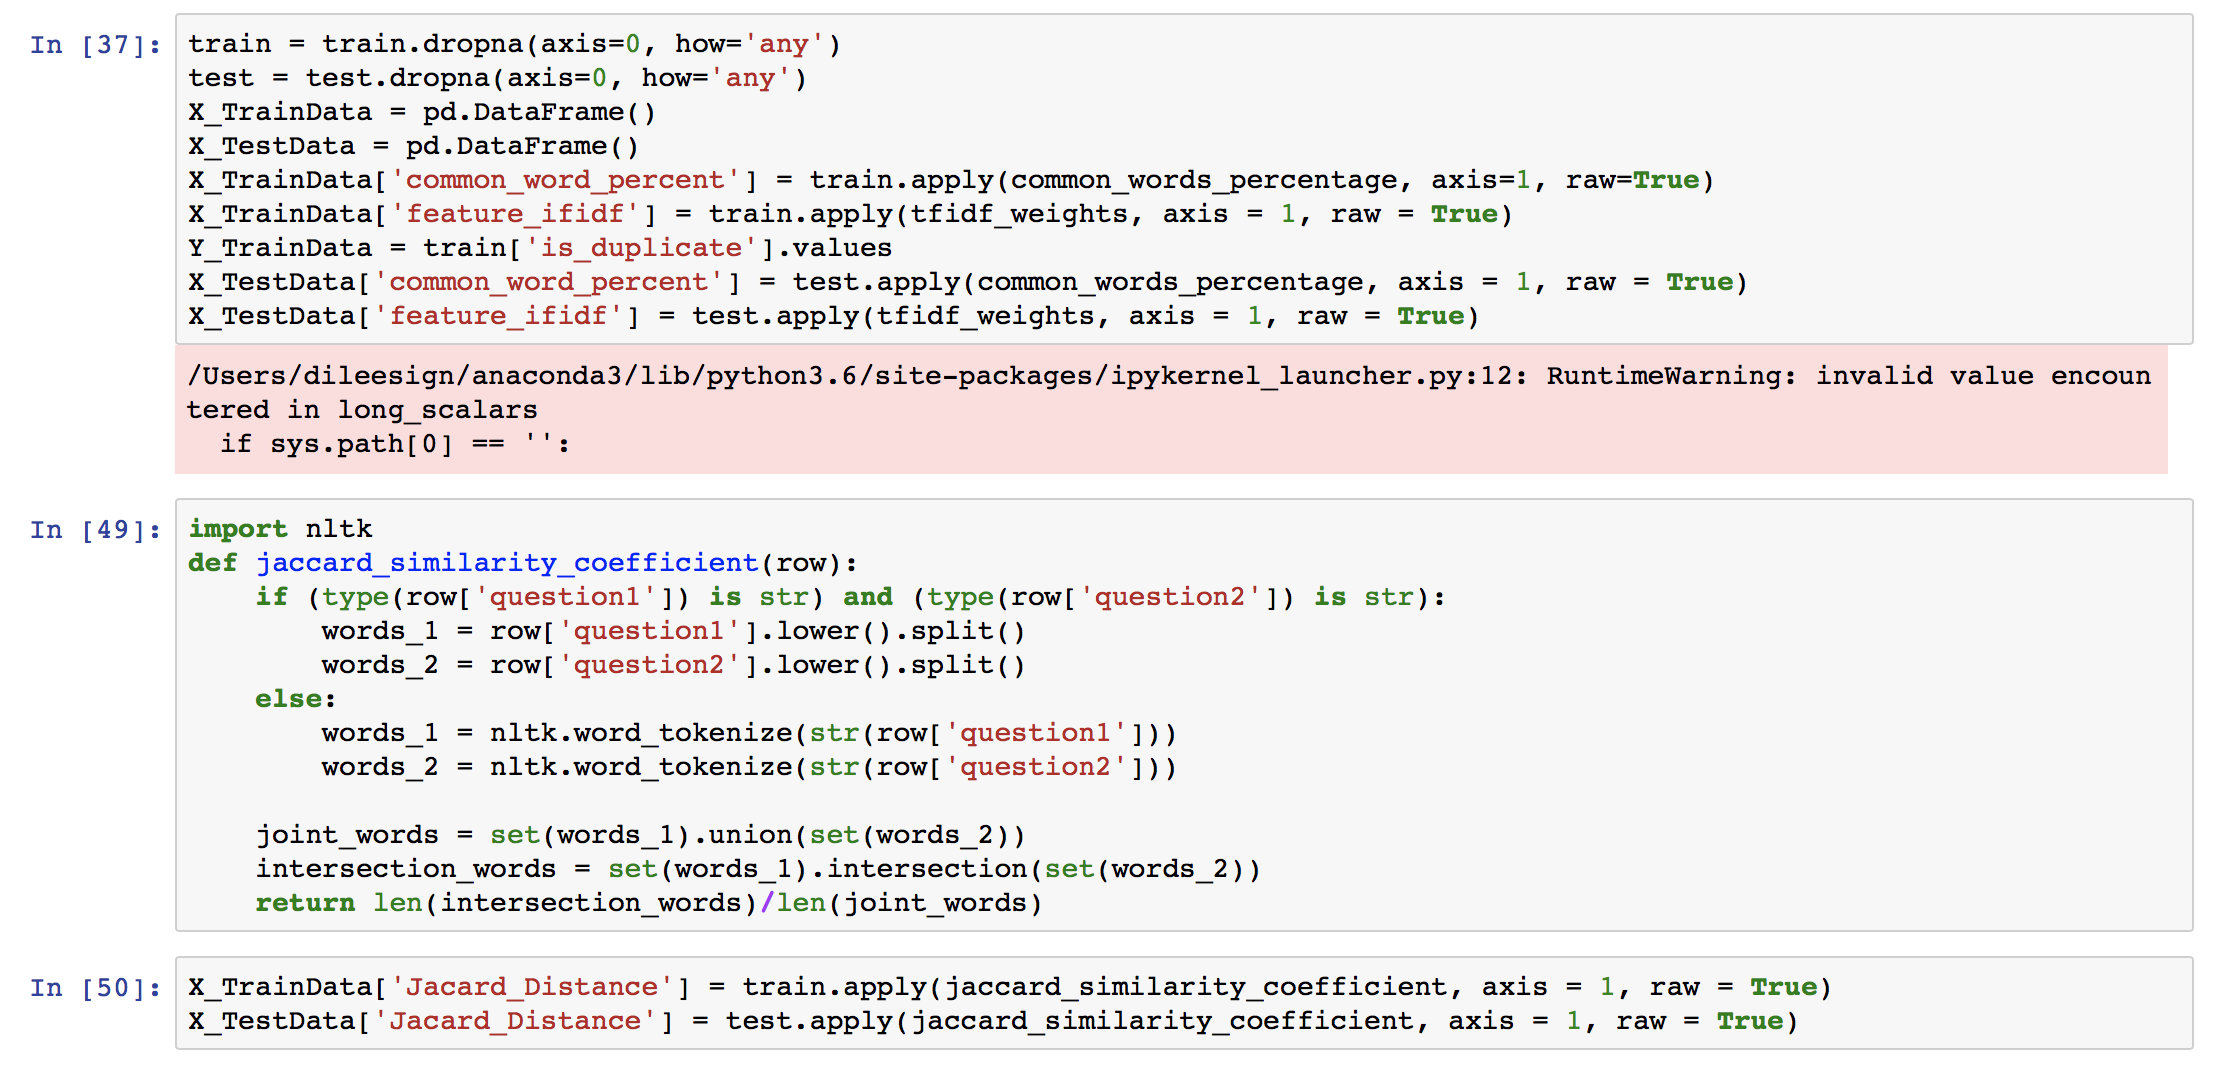 In [37]: train = train.dropna(axis=0, how='any')
test = test.dropna(axis=0, how='any')
X_TrainData = pd.DataFrame()
X_TestData = pd.DataFrame()
X_TrainData['common_word_percent'] = train.apply(common_words_percentage, axis=1, raw=True)
X_TrainData['feature_ifidf'] = train.apply(tfidf_weights, axis = 1, raw = True)
Y_TrainData = train['is_duplicate'].values
X_TestData['common_word_percent'] = test.apply(common_words_percentage, axis = 1, raw = True)
X_TestData['feature_ifidf'] = test.apply(tfidf_weights, axis = 1, raw = True)
/Users/dileesign/anaconda3/lib/python3.6/site-packages/ipykernel_launcher.py:12: RuntimeWarning: invalid value encoun
tered in long_scalars
  if sys.path[0] == '':
In [49]: import nltk
def jaccard_similarity_coefficient(row):
    if (type(row['question1']) is str) and (type(row['question2']) is str):
        words_1 = row['question1'].lower().split()
        words_2 = row['question2'].lower().split()
    else:
        words_1 = nltk.word_tokenize(str(row['question1']))
        words_2 = nltk.word_tokenize(str(row['question2']))
    joint_words = set(words_1).union(set(words_2))
    intersection_words = set(words_1).intersection(set(words_2))
    return len(intersection_words)/len(joint_words)
In [50]: X_TrainData['Jacard_Distance'] = train.apply(jaccard_similarity_coefficient, axis = 1, raw = True)
X_TestData['Jacard_Distance'] = test.apply(jaccard_similarity_coefficient, axis = 1, raw = True)